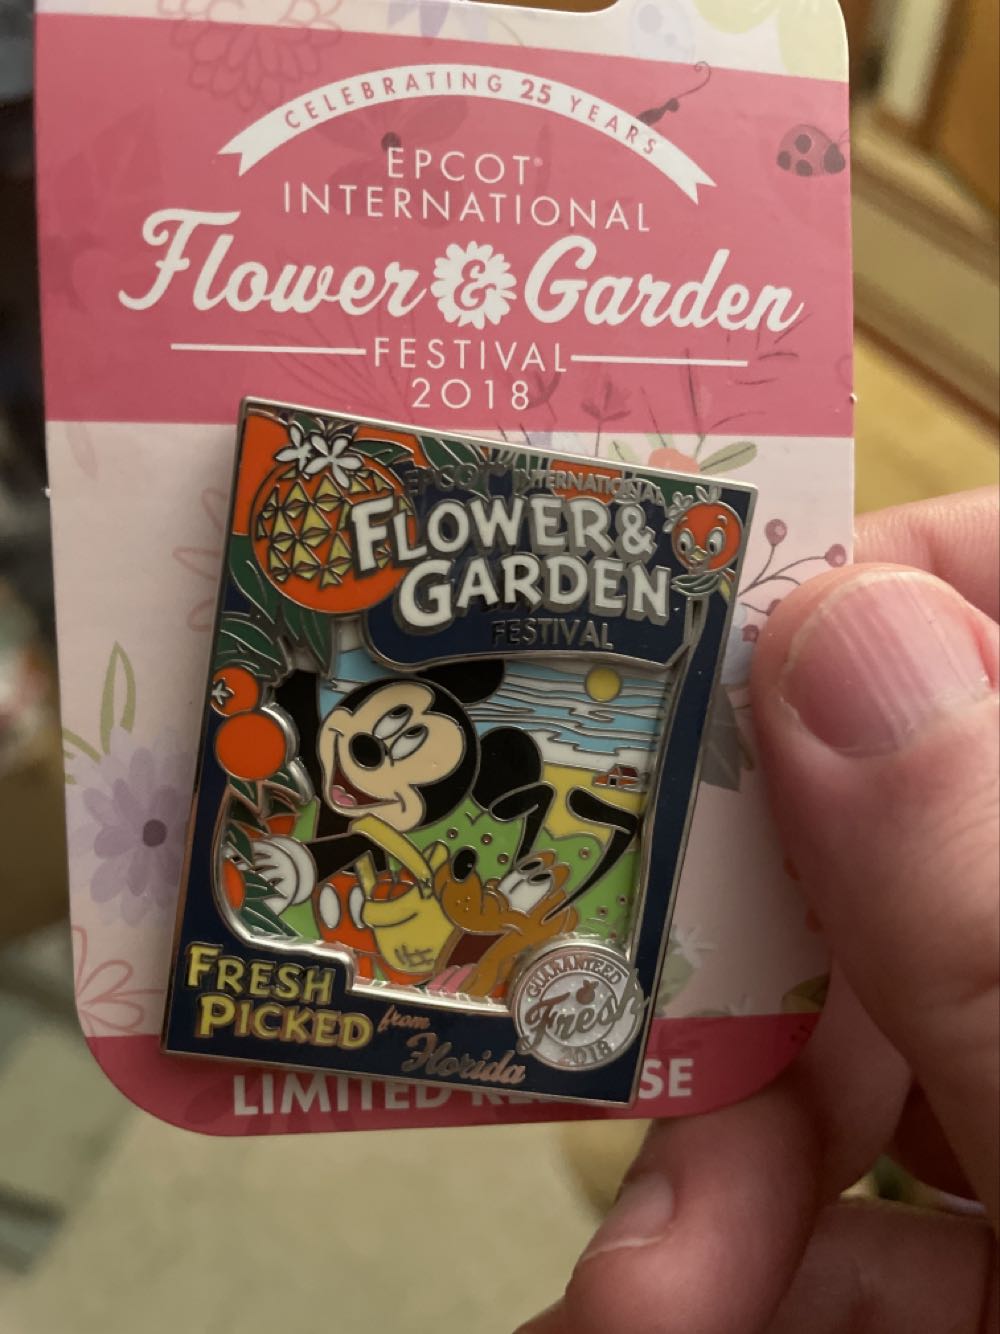 CELEBRATING 25 YEARS
EPCOT®
INTERNATIONAL
Flower & Garden
FESTIVAL
2018
EPCOT® INTERNATIONAL
FLOWER &
GARDEN
FESTIVAL
FRESH
PICKED from
Florida
GUARANTEED
Fresh
2018
LIMITED RELEASE